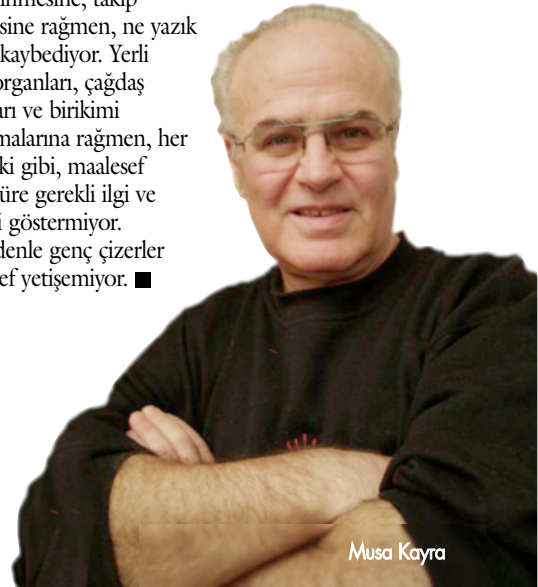 takip
sine rağmen, ne yazık
kaybediyor. Yerli
organları, çağdaş
arı ve birikimi
malarına rağmen, her
ki gibi, maalesef
üre gerekli ilgi ve
i göstermiyor.
denle genç çizerler
ef yetişemiyor. ■
Musa Kayra